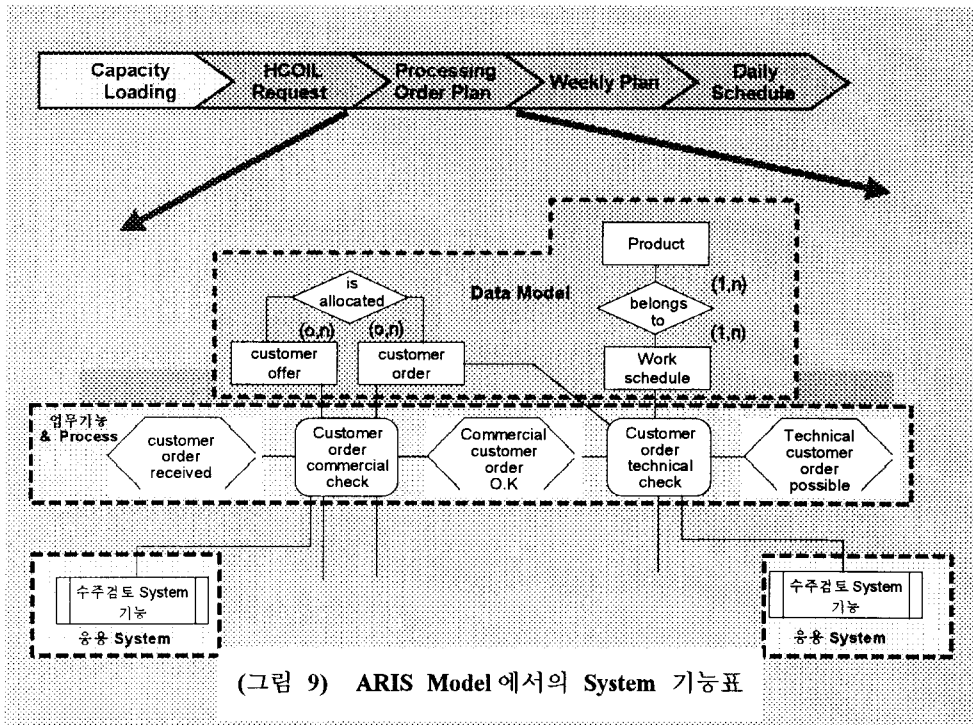 Capacity
Loading
HCOIL
Request
Processing
Order Plan
Weekly Plan
Daily
Schedule
Product
(1,n)
is
allocated
Data Model
belongs
to
(o,n)
(o,n)
(1,n)
customer
offer
customer
order
Work
schedule
업무기능
& Process
customer
order
received
Customer
order
commercial
check
Commercial
customer
order
O.K
Customer
order
technical
check
Technical
customer
order
possible
수주검토 System
기능
응용 System
수주검토 System
기능
응용 System
(그림 9) ARIS Model 에서의 System 기능표